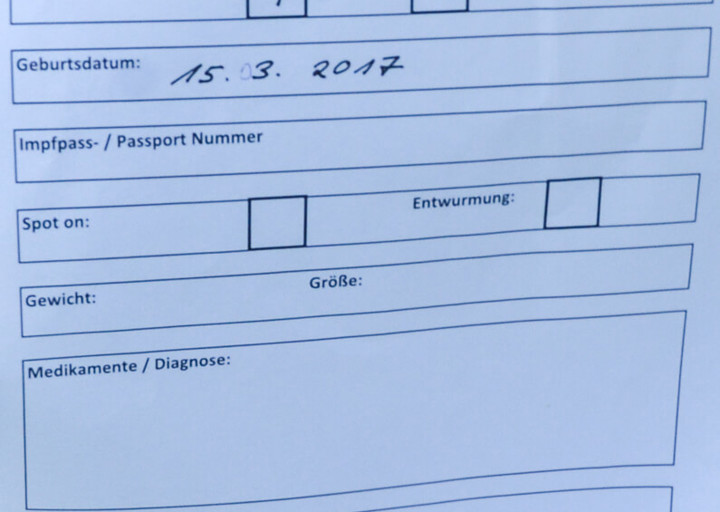 Geburtsdatum: 15.03.2017
Impfpass- / Passport Nummer
Spot on: Entwurmung:
Gewicht: Größe:
Medikamente / Diagnose: